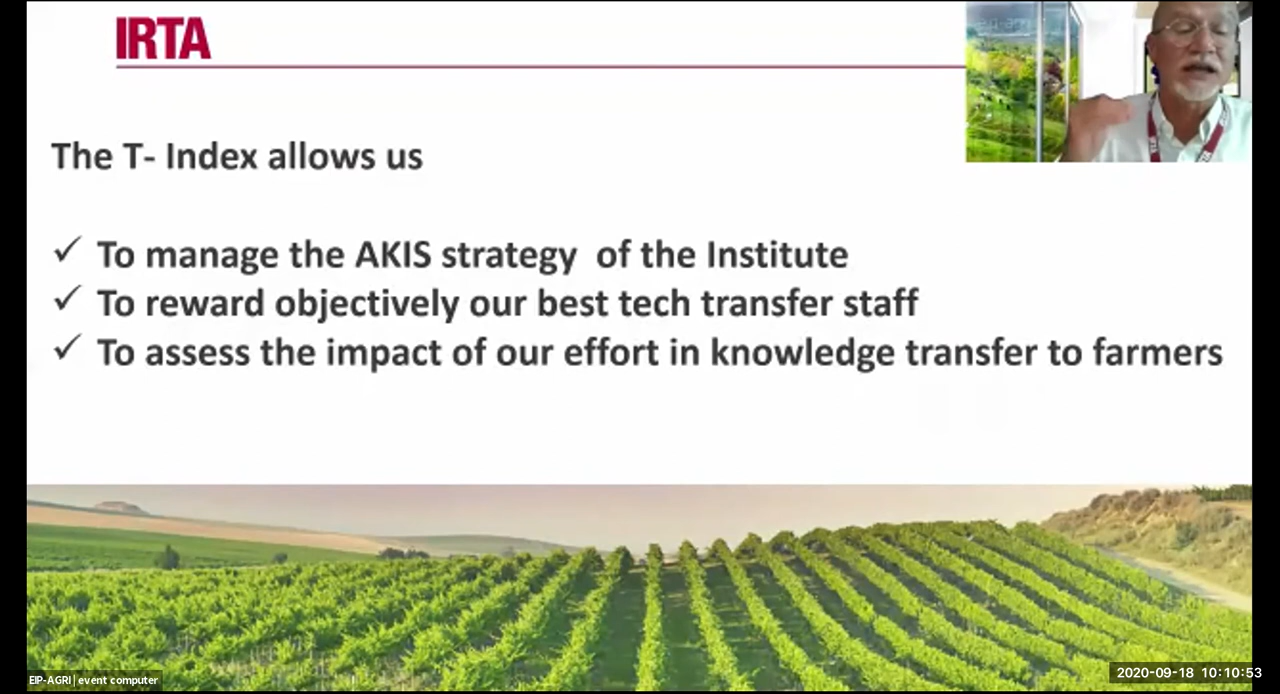 IRTA
The T- Index allows us
✓ To manage the AKIS strategy  of the Institute
✓ To reward objectively our best tech transfer staff
✓ To assess the impact of our effort in knowledge transfer to farmers
EIP-AGRI | event computer
2020-09-18 10:10:53